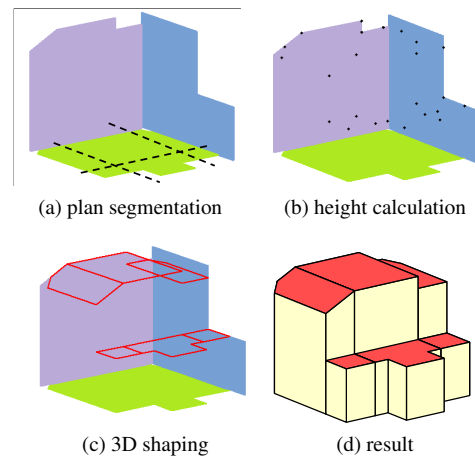 (a) plan segmentation
(b) height calculation
(c) 3D shaping
(d) result